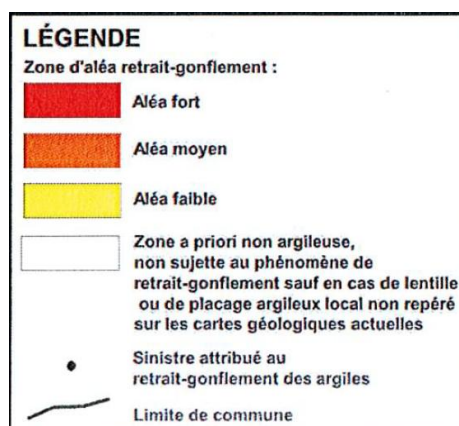 LÉGENDE
Zone d'aléa retrait-gonflement :
Aléa fort
Aléa moyen
Aléa faible
Zone a priori non argileuse,
non sujette au phénomène de
retrait-gonflement sauf en cas de lentille
ou de placage argileux local non repéré
sur les cartes géologiques actuelles
Sinistre attribué au
retrait-gonflement des argiles
Limite de commune